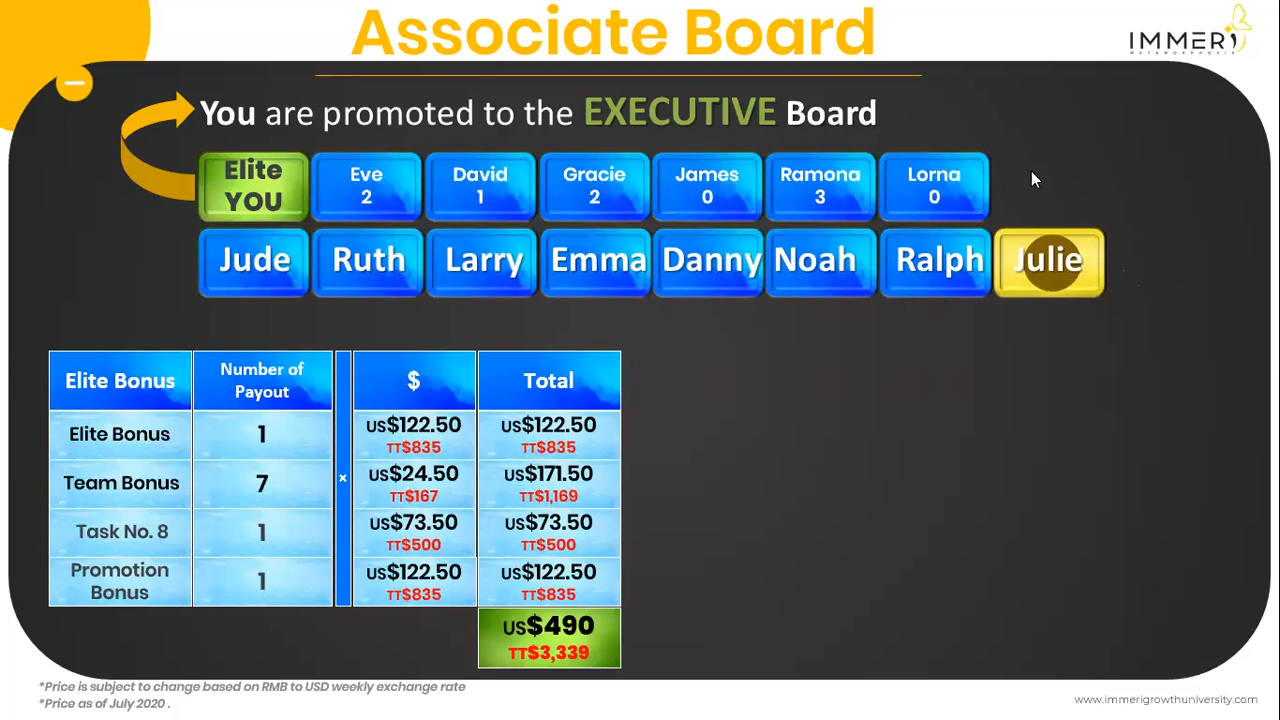 Associate Board
IMMERI
METAMORPHOSIS
You are promoted to the EXECUTIVE Board
Elite YOU
Eve 2
David 1
Gracie 2
James 0
Ramona 3
Lorna 0
Jude Ruth Larry Emma Danny Noah Ralph Julie
Elite Bonus Number of Payout $ Total
Elite Bonus 1 US$122.50 TT$835 US$122.50 TT$835
Team Bonus 7 x US$24.50 TT$167 US$171.50 TT$1,169
Task No. 8 1 US$73.50 TT$500 US$73.50 TT$500
Promotion Bonus 1 US$122.50 TT$835 US$122.50 TT$835
US$490
TT$3,339
*Price is subject to change based on RMB to USD weekly exchange rate
*Price as of July 2020 .
www.immerigrowthuniversity.com